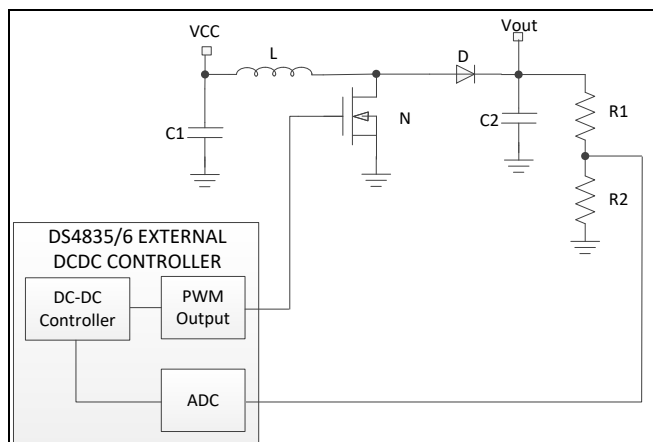 VCC
L
D
Vout
C1
N
C2
R1
R2
DS4835/6 EXTERNAL
DCDC CONTROLLER
DC-DC
Controller
PWM
Output
ADC